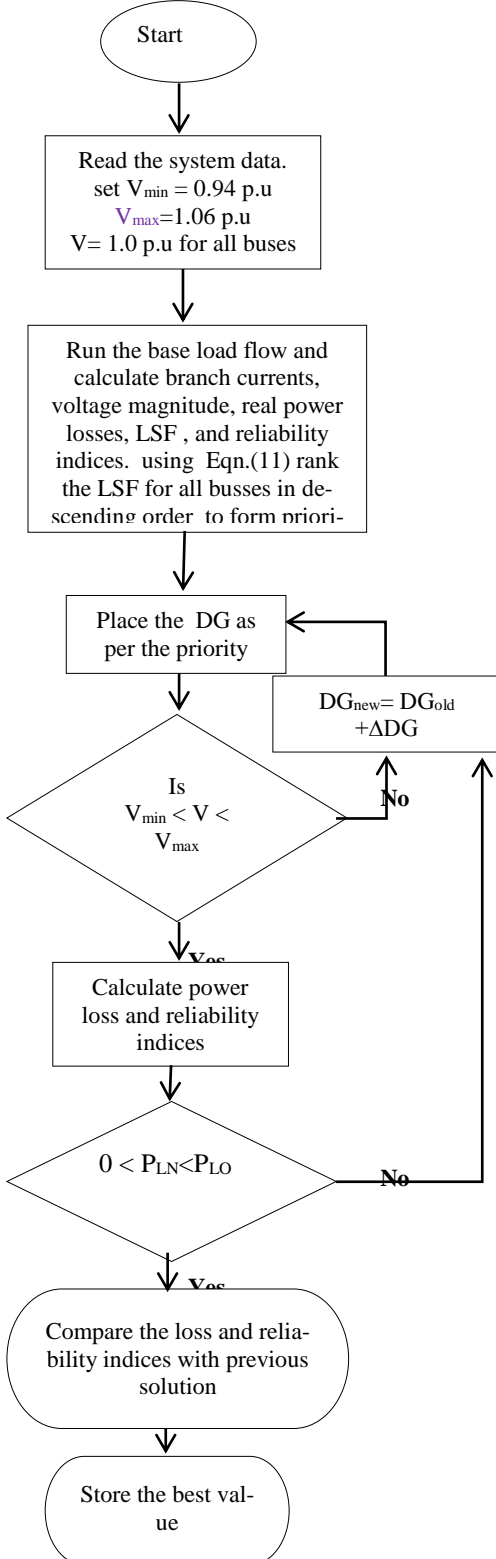 Start
Read the system data.
set Vmin = 0.94 p.u
Vmax=1.06 p.u
V= 1.0 p.u for all buses
Run the base load flow and
calculate branch currents,
voltage magnitude, real power
losses, LSF , and reliability
indices. using Eqn.(11) rank
the LSF for all busses in de-
scending order to form priori-
Place the DG as
per the priority
DGnew= DGold
+ΔDG
Is
Vmin < V <
Vmax
No
Yes
Calculate power
loss and reliability
indices
0 < PLN<PLO
No
Yes
Compare the loss and relia-
bility indices with previous
solution
Store the best val-
ue